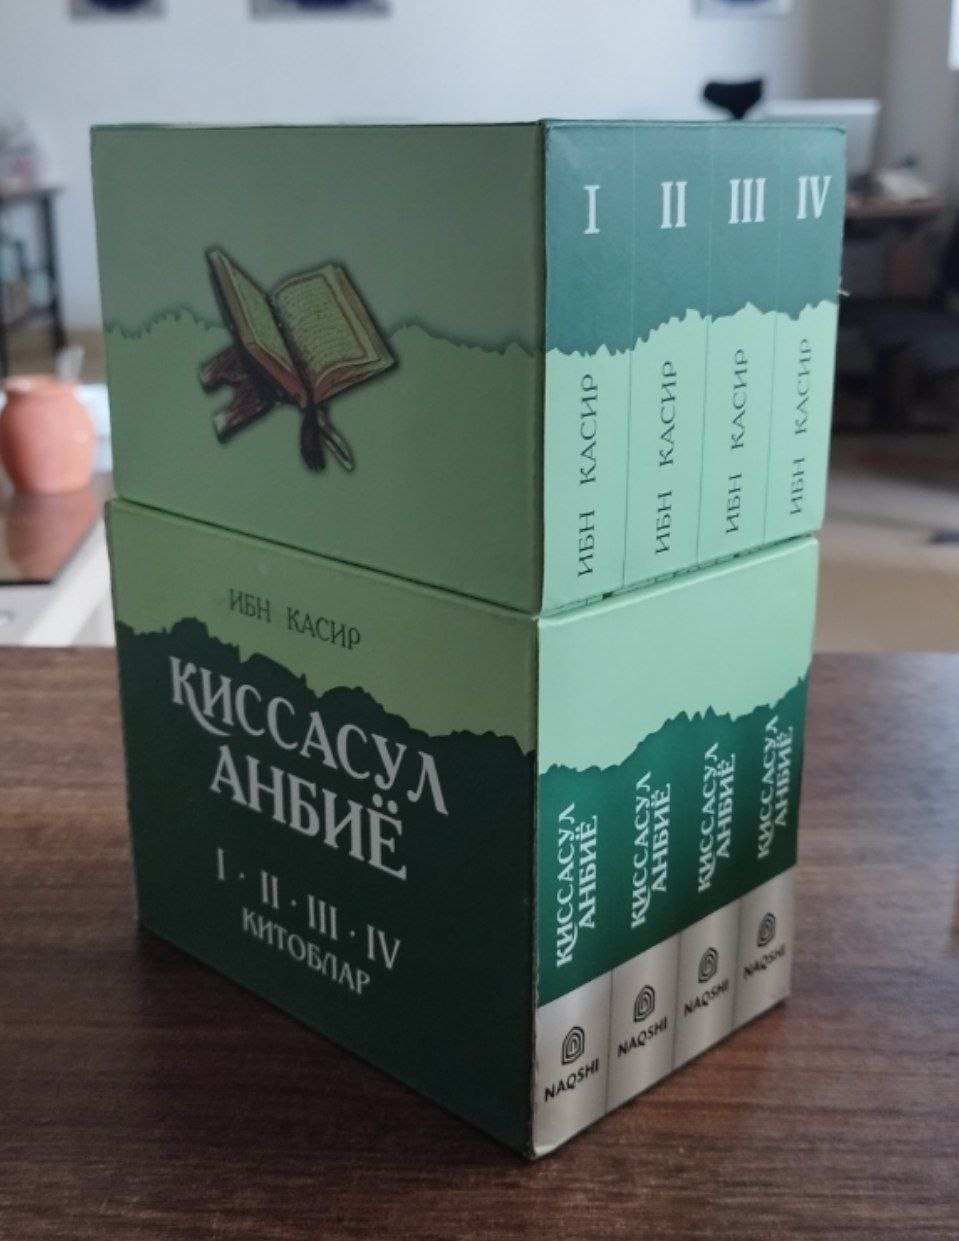 I
II
III
IV
ИБН КАСИР
ИБН КАСИР
ИБН КАСИР
ИБН КАСИР
ИБН КАСИР
КИССАСУЛ
АНБИЁ
I · II · III · IV
КИТОБЛАР
КИССАСУЛ
АНБИЁ
КИССАСУЛ
АНБИЁ
КИССАСУЛ
АНБИЁ
КИССАСУЛ
АНБИЁ
NAQSHI
NAQSHI
NAQSHI
NAQSHI